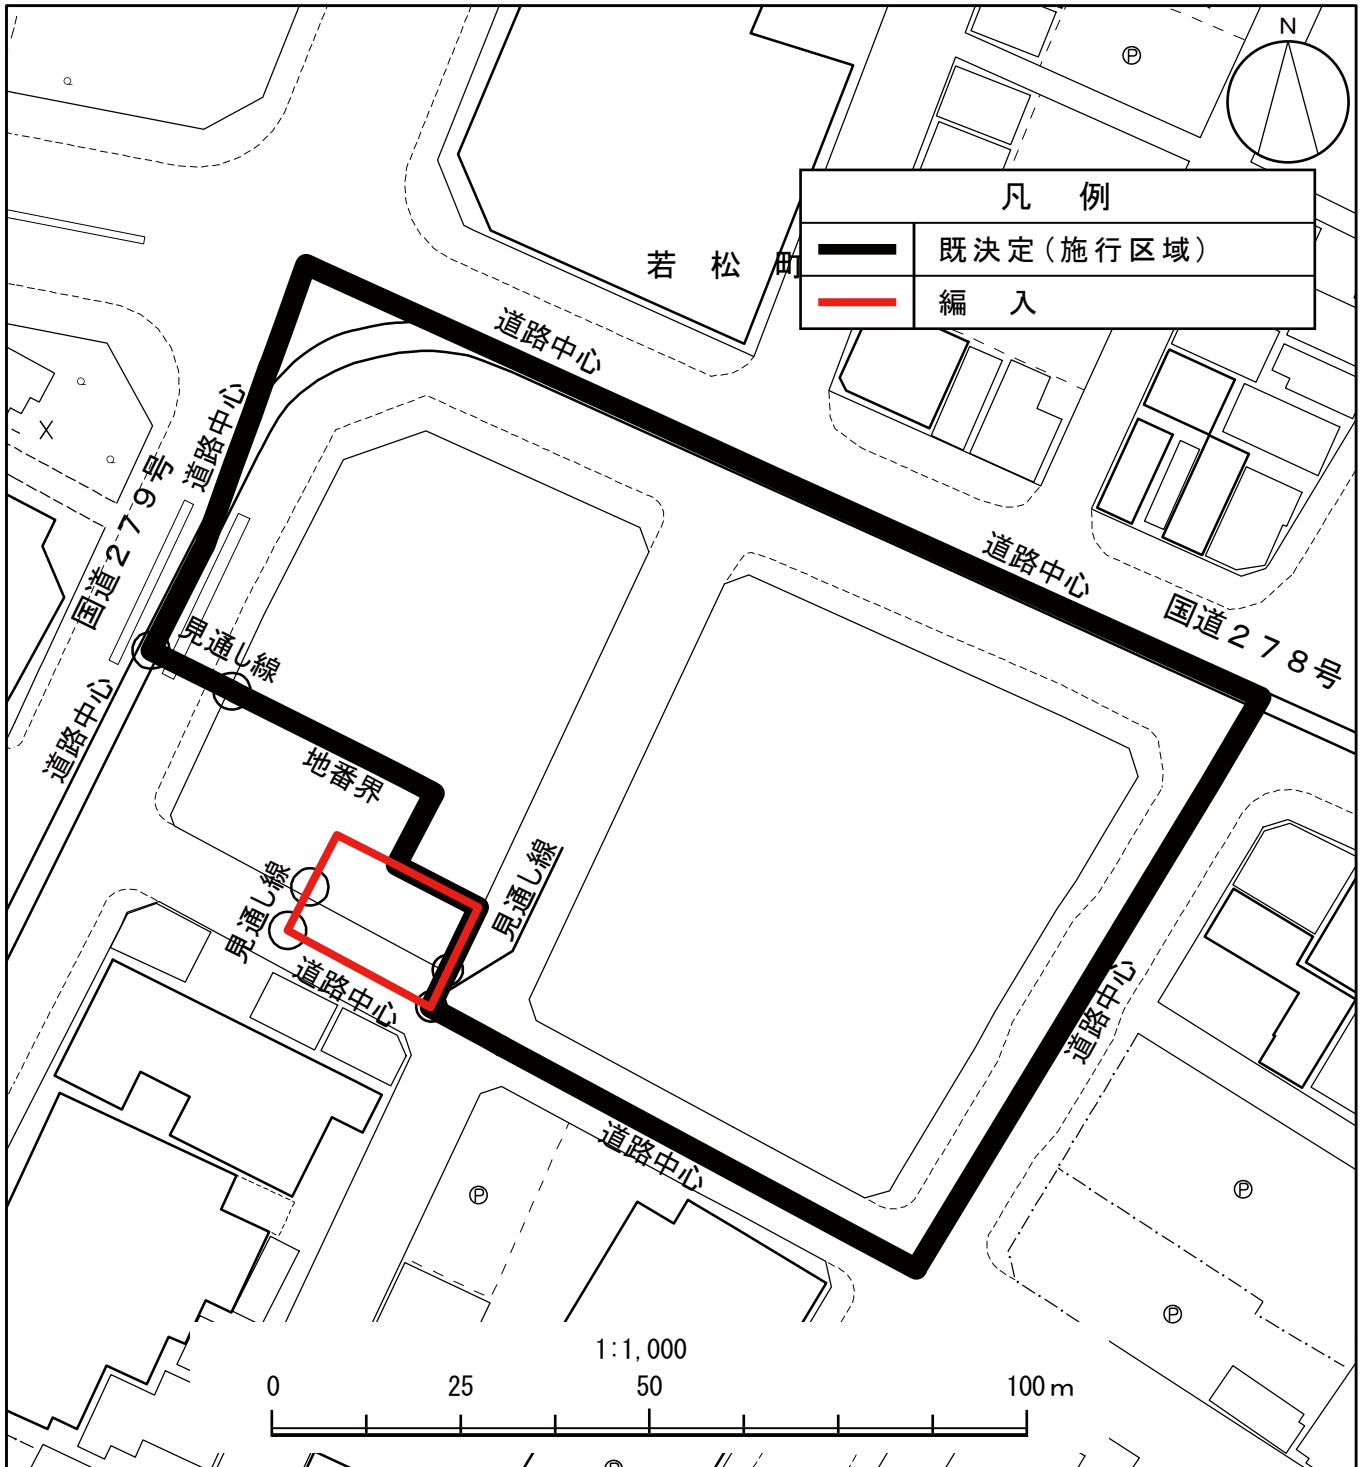 N
Ⓟ
凡 例
既決定（施行区域）
編 入
若 松 町
道路中心
道路中心
国道２７９号
道路中心
国道２７８号
見通し線
道路中心
地番界
見通し線
見通し線
道路中心
道路中心
道路中心
Ⓟ
Ⓟ
Ⓟ
1:1,000
0 25 50 100m
Ⓟ